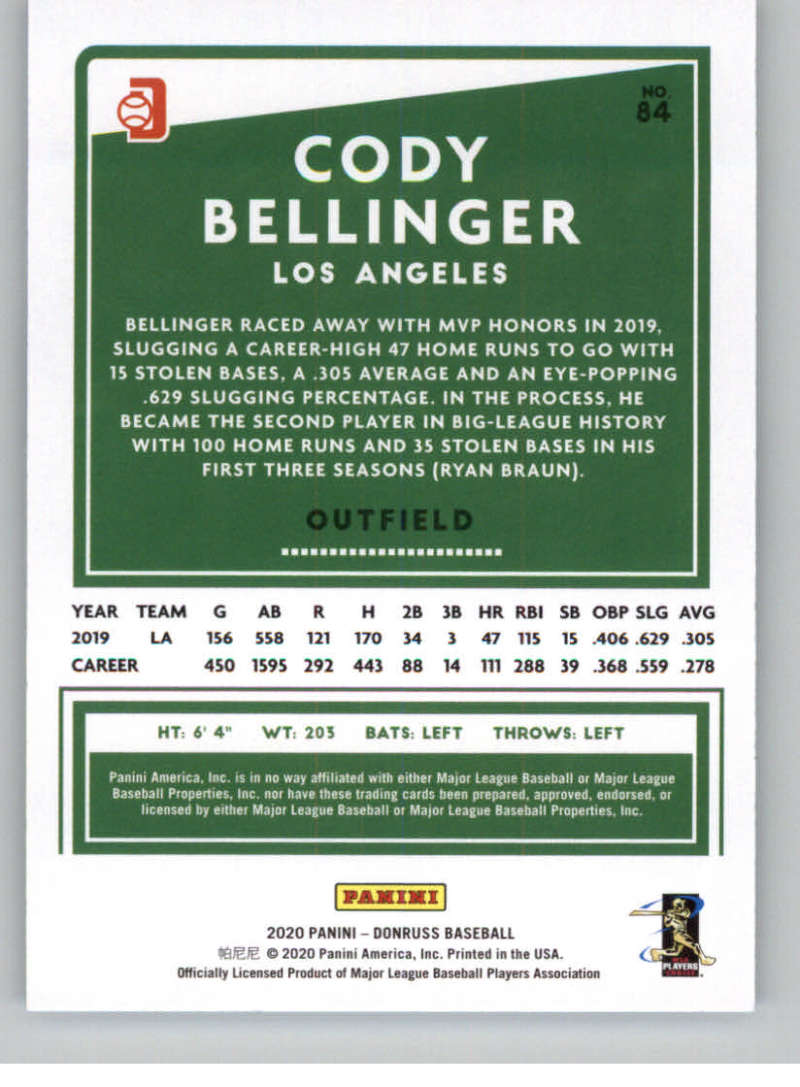 NO.
84
CODY
BELLINGER
LOS ANGELES
BELLINGER RACED AWAY WITH MVP HONORS IN 2019,
SLUGGING A CAREER-HIGH 47 HOME RUNS TO GO WITH
15 STOLEN BASES, A .305 AVERAGE AND AN EYE-POPPING
.629 SLUGGING PERCENTAGE. IN THE PROCESS, HE
BECAME THE SECOND PLAYER IN BIG-LEAGUE HISTORY
WITH 100 HOME RUNS AND 35 STOLEN BASES IN HIS
FIRST THREE SEASONS (RYAN BRAUN).
OUTFIELD
YEAR TEAM G AB R H 2B 3B HR RBI SB OBP SLG AVG
2019 LA 156 558 121 170 34 3 47 115 15 .406 .629 .305
CAREER 450 1595 292 443 88 14 111 288 39 .368 .559 .278
HT: 6' 4" WT: 203 BATS: LEFT THROWS: LEFT
Panini America, Inc. is in no way affiliated with either Major League Baseball or Major League
Baseball Properties, Inc. nor have these trading cards been prepared, approved, endorsed, or
licensed by either Major League Baseball or Major League Baseball Properties, Inc.
PANINI
2020 PANINI – DONRUSS BASEBALL
帕尼尼 © 2020 Panini America, Inc. Printed in the USA.
Officially Licensed Product of Major League Baseball Players Association
PLAYERS